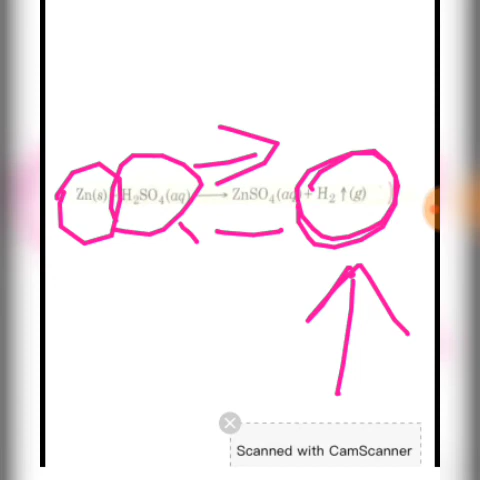 Zn(s) + H₂SO₄(aq) ⟶ ZnSO₄(aq) + H₂ ↑(g)
Scanned with CamScanner